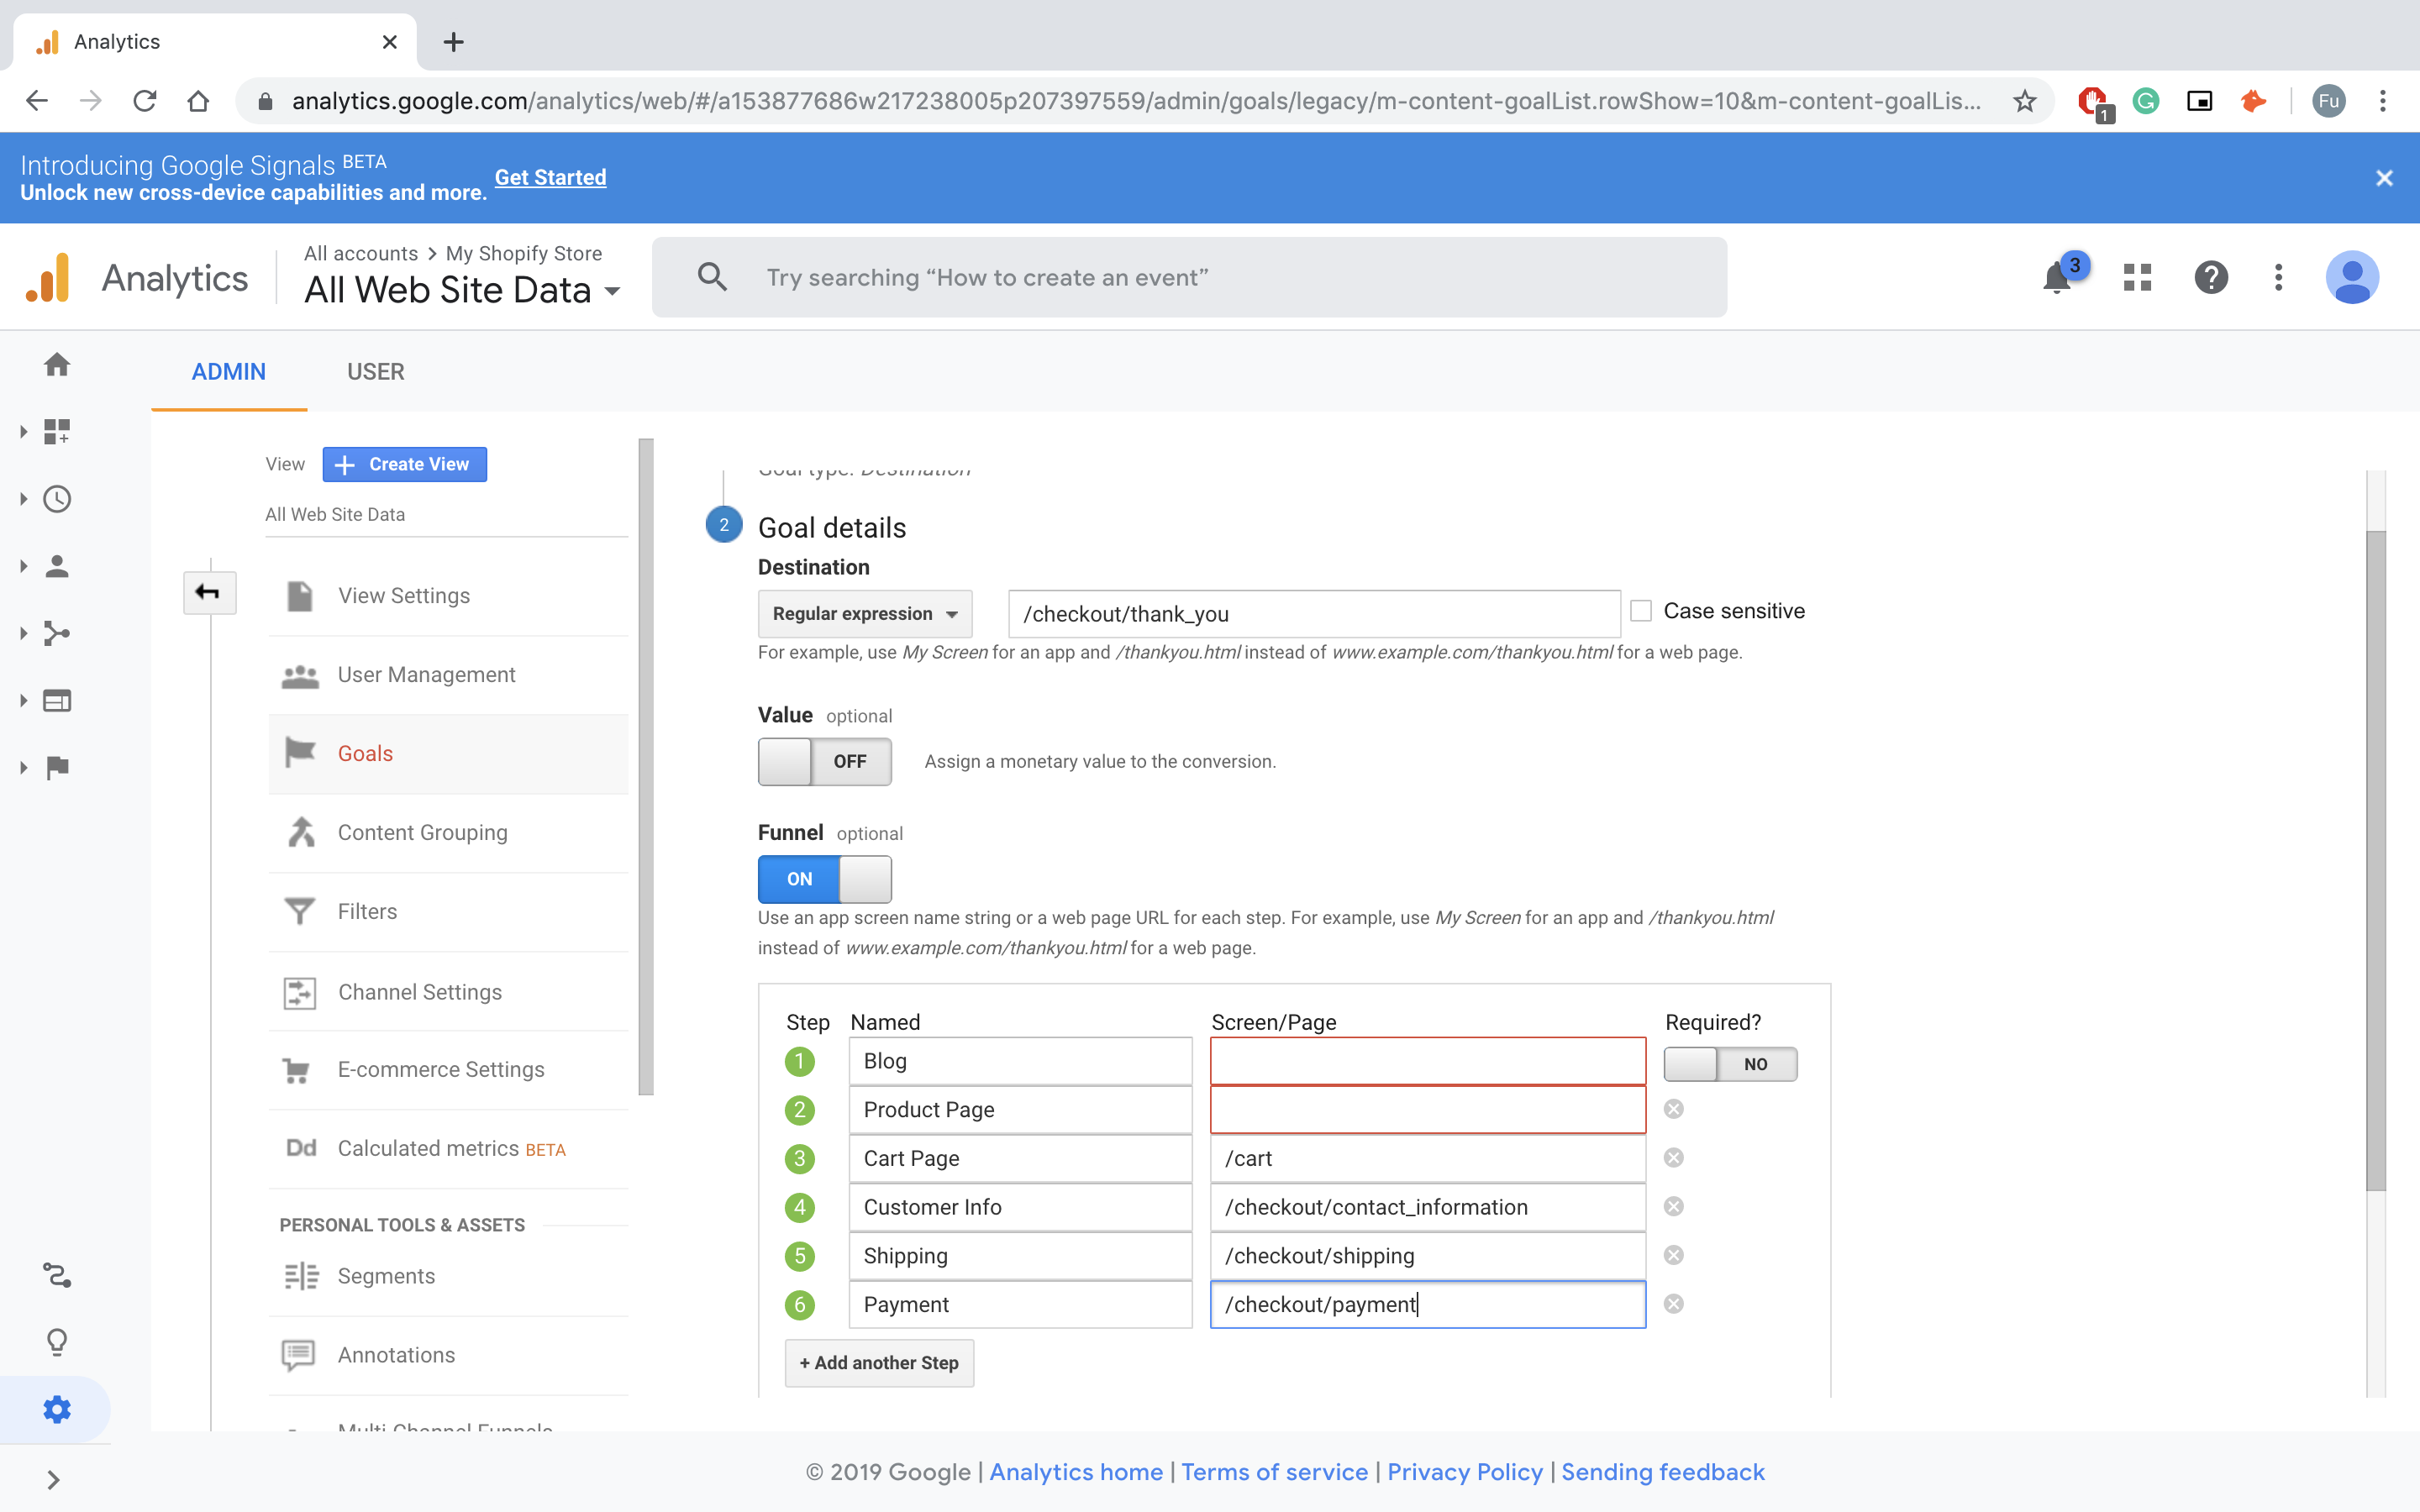 Analytics
analytics.google.com/analytics/web/#/a153877686w217238005p207397559/admin/goals/legacy/m-content-goalList.rowShow=10&m-content-goalLis...
1
Fu
Introducing Google Signals BETA
Unlock new cross-device capabilities and more.
Get Started
Analytics
All accounts > My Shopify Store
All Web Site Data
Try searching “How to create an event”
3
ADMIN
USER
View
Create View
All Web Site Data
View Settings
User Management
Goals
Content Grouping
Filters
Channel Settings
E-commerce Settings
Dd Calculated metrics BETA
PERSONAL TOOLS & ASSETS
Segments
Annotations
Multi Channel Funnels
Goal type: Destination
2 Goal details
Destination
Regular expression
/checkout/thank_you
Case sensitive
For example, use My Screen for an app and /thankyou.html instead of www.example.com/thankyou.html for a web page.
Value optional
OFF
Assign a monetary value to the conversion.
Funnel optional
ON
Use an app screen name string or a web page URL for each step. For example, use My Screen for an app and /thankyou.html
instead of www.example.com/thankyou.html for a web page.
Step Named Screen/Page Required?
1 Blog NO
2 Product Page
3 Cart Page /cart
4 Customer Info /checkout/contact_information
5 Shipping /checkout/shipping
6 Payment /checkout/payment
+ Add another Step
© 2019 Google | Analytics home | Terms of service | Privacy Policy | Sending feedback